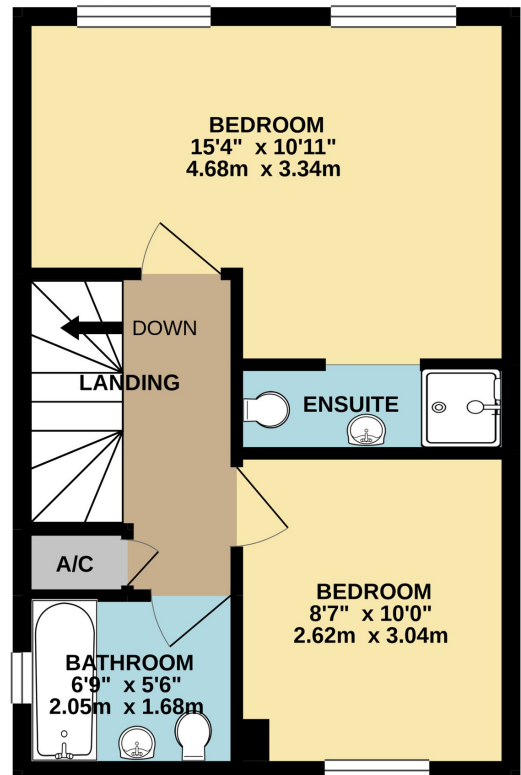 BEDROOM
15'4" x 10'11"
4.68m x 3.34m
DOWN
LANDING
ENSUITE
A/C
BEDROOM
8'7" x 10'0"
2.62m x 3.04m
BATHROOM
6'9" x 5'6"
2.05m x 1.68m